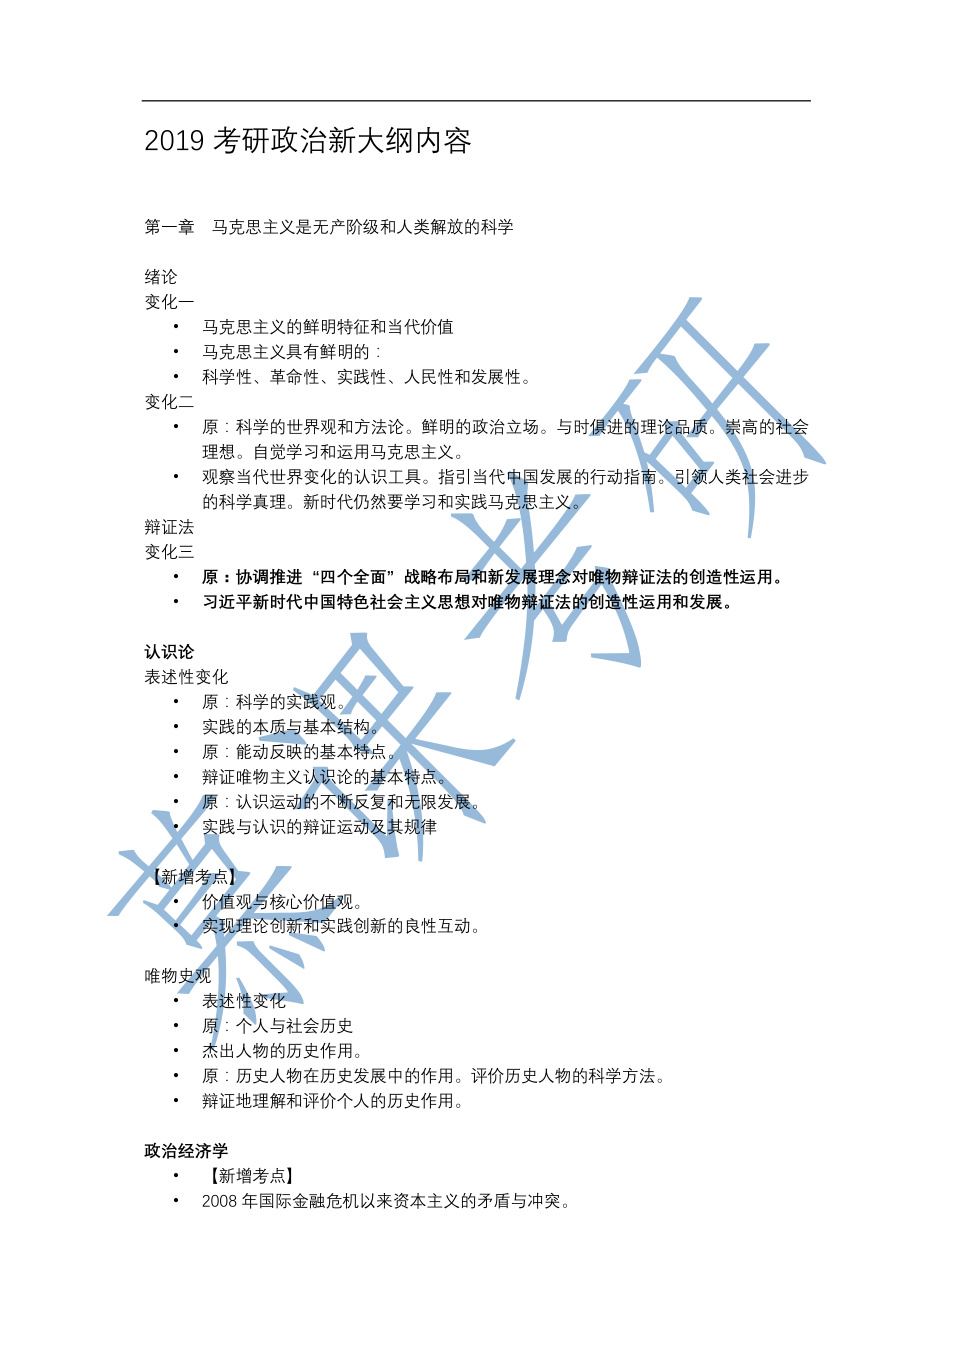 2019 考研政治新大纲内容
第一章　马克思主义是无产阶级和人类解放的科学
绪论
变化一
• 马克思主义的鲜明特征和当代价值
• 马克思主义具有鲜明的：
• 科学性、革命性、实践性、人民性和发展性。
变化二
• 原：科学的世界观和方法论。鲜明的政治立场。与时俱进的理论品质。崇高的社会
理想。自觉学习和运用马克思主义。
• 观察当代世界变化的认识工具。指引当代中国发展的行动指南。引领人类社会进步
的科学真理。新时代仍然要学习和实践马克思主义。
辩证法
变化三
• 原：协调推进 “四个全面” 战略布局和新发展理念对唯物辩证法的创造性运用。
• 习近平新时代中国特色社会主义思想对唯物辩证法的创造性运用和发展。
认识论
表述性变化
• 原：科学的实践观。
• 实践的本质与基本结构。
• 原：能动反映的基本特点。
• 辩证唯物主义认识论的基本特点。
• 原：认识运动的不断反复和无限发展。
• 实践与认识的辩证运动及其规律
【新增考点】
• 价值观与核心价值观。
• 实现理论创新和实践创新的良性互动。
唯物史观
• 表述性变化
• 原：个人与社会历史
• 杰出人物的历史作用。
• 原：历史人物在历史发展中的作用。评价历史人物的科学方法。
• 辩证地理解和评价个人的历史作用。
政治经济学
• 【新增考点】
• 2008 年国际金融危机以来资本主义的矛盾与冲突。
慕课考研